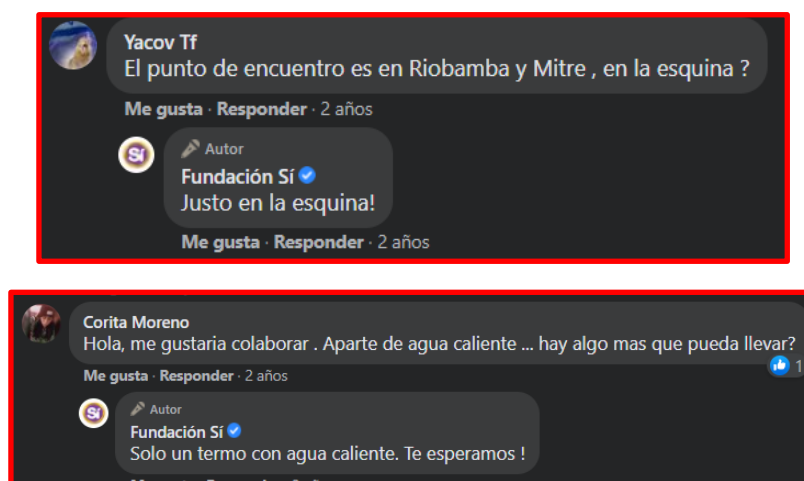 Yacov Tf
El punto de encuentro es en Riobamba y Mitre , en la esquina ?
Me gusta · Responder · 2 años
Sí
Autor
Fundación Sí
Justo en la esquina!
Me gusta · Responder · 2 años
Corita Moreno
Hola, me gustaria colaborar . Aparte de agua caliente ... hay algo mas que pueda llevar?
1
Me gusta · Responder · 2 años
Sí
Autor
Fundación Sí
Solo un termo con agua caliente. Te esperamos !